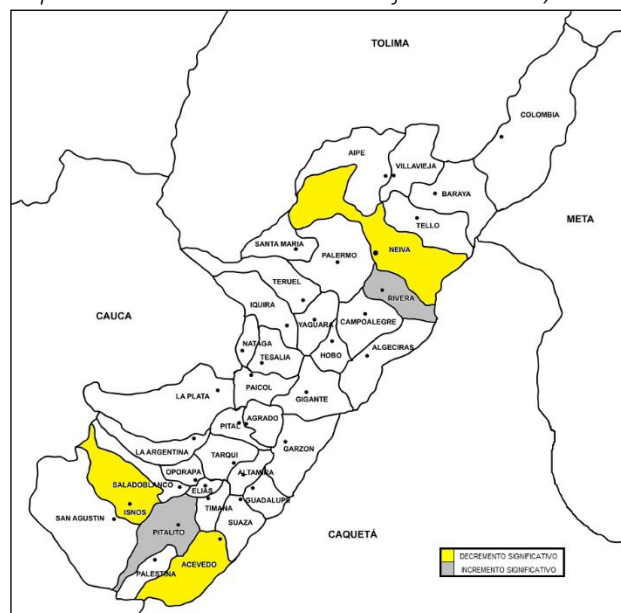 TOLIMA
COLOMBIA
AIPE
VILLAVIEJA
BARAYA
META
TELLO
SANTA MARIA
NEIVA
PALERMO
TERUEL
RIVERA
IQUIRA
CAUCA
YAGUARA
CAMPOALEGRE
NATAGA
TESALIA
HOBO
ALGECIRAS
PAICOL
LA PLATA
GIGANTE
PITAL
AGRADO
LA ARGENTINA
GARZON
TARQUI
OPORAPA
ALTAMIRA
SALADOBLANCO
ELIAS
GUADALUPE
TIMANA
ISNOS
SUAZA
SAN AGUSTIN
PITALITO
CAQUETÁ
PALESTINA
ACEVEDO
DECREMENTO SIGNIFICATIVO
INCREMENTO SIGNIFICATIVO